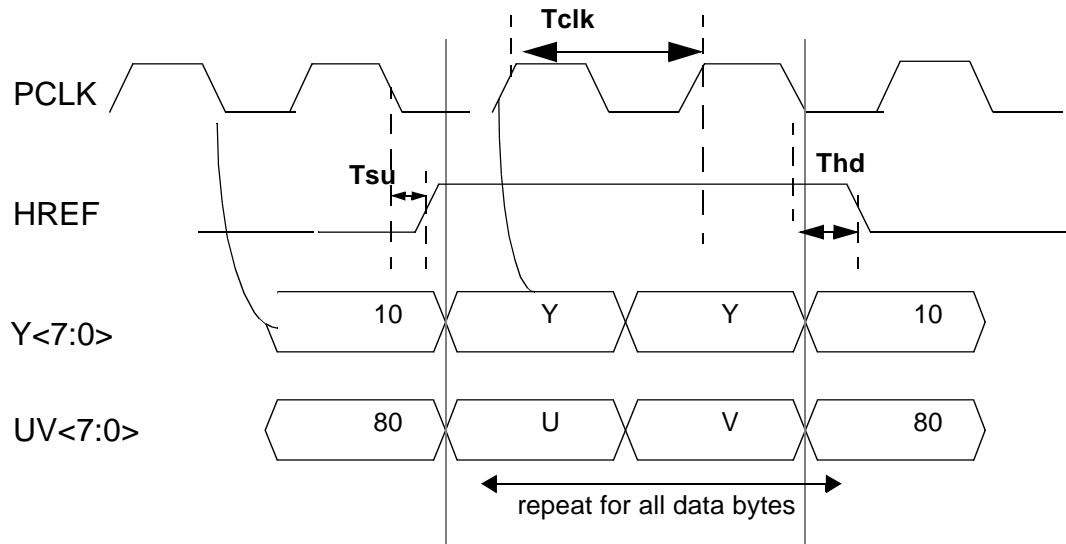 Tclk
PCLK
Tsu
Thd
HREF
Y<7:0> 10 Y Y 10
UV<7:0> 80 U V 80
repeat for all data bytes